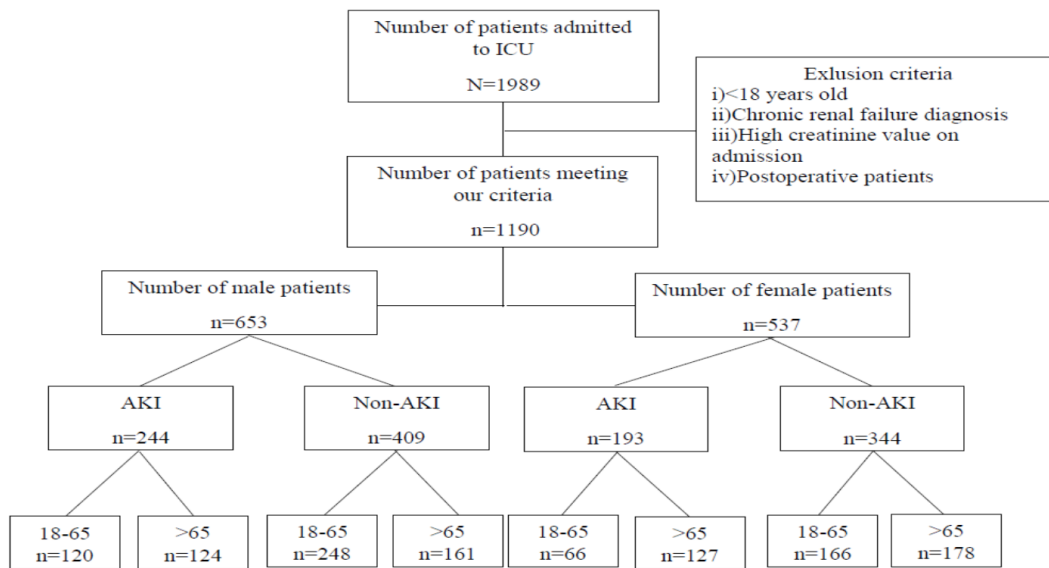 Number of patients admitted
to ICU
N=1989
Exlusion criteria
i)<18 years old
ii)Chronic renal failure diagnosis
iii)High creatinine value on
admission
iv)Postoperative patients
Number of patients meeting
our criteria
n=1190
Number of male patients
n=653
Number of female patients
n=537
AKI
n=244
Non-AKI
n=409
AKI
n=193
Non-AKI
n=344
18-65
n=120
>65
n=124
18-65
n=248
>65
n=161
18-65
n=66
>65
n=127
18-65
n=166
>65
n=178